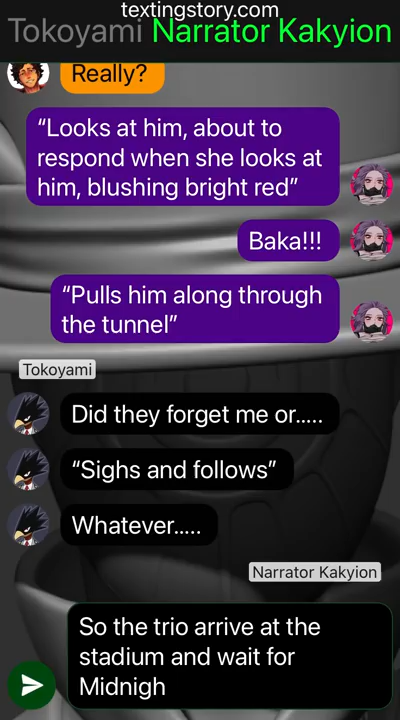 textingstory.com
Tokoyami Narrator Kakyion
Really?
“Looks at him, about to
respond when she looks at
him, blushing bright red”
Baka!!!
“Pulls him along through
the tunnel”
Tokoyami
Did they forget me or.....
“Sighs and follows”
Whatever.....
Narrator Kakyion
So the trio arrive at the
stadium and wait for
Midnigh